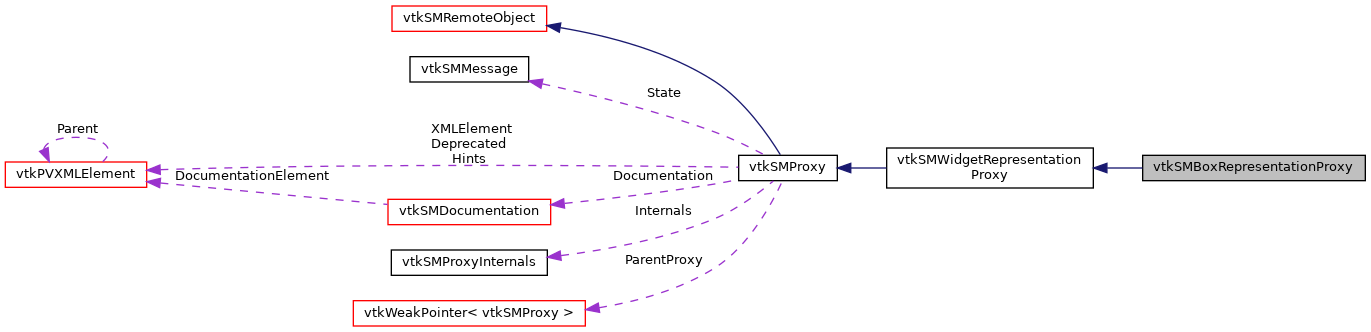 vtkSMRemoteObject
vtkSMMessage
State
Parent
XMLElement
Deprecated
Hints
vtkPVXMLElement
DocumentationElement
Documentation
vtkSMProxy
vtkSMWidgetRepresentation
Proxy
vtkSMBoxRepresentationProxy
vtkSMDocumentation
Internals
vtkSMProxyInternals
ParentProxy
vtkWeakPointer< vtkSMProxy >